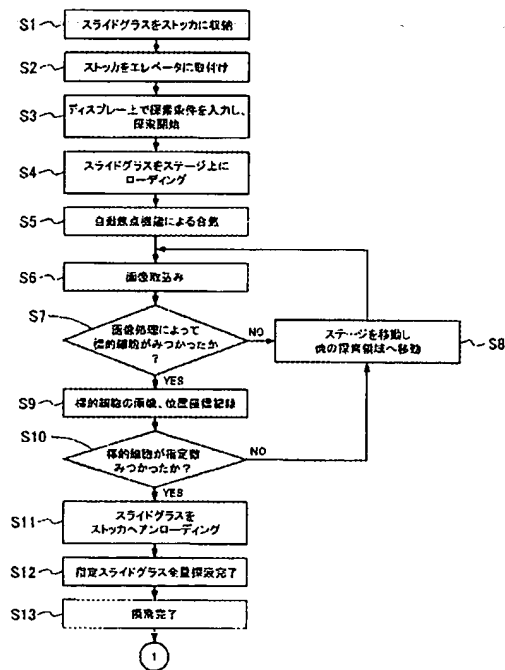 S1
スライドグラスをストッカに収納
S2
ストッカをエレベータに取付け
S3
ディスプレー上で探索条件を入力し、
探索開始
S4
スライドグラスをステージ上に
ローディング
S5
自動焦点機能による合焦
S6
画像取込み
S7
画像処理によって
標的細胞がみつかったか
?
NO
ステージを移動し
他の探索領域へ移動
S8
YES
S9
標的細胞の画像、位置座標記録
S10
標的細胞が指定数
みつかったか?
NO
YES
S11
スライドグラスを
ストッカへアンローディング
S12
指定スライドグラス全量探索完了
S13
探索完了
1